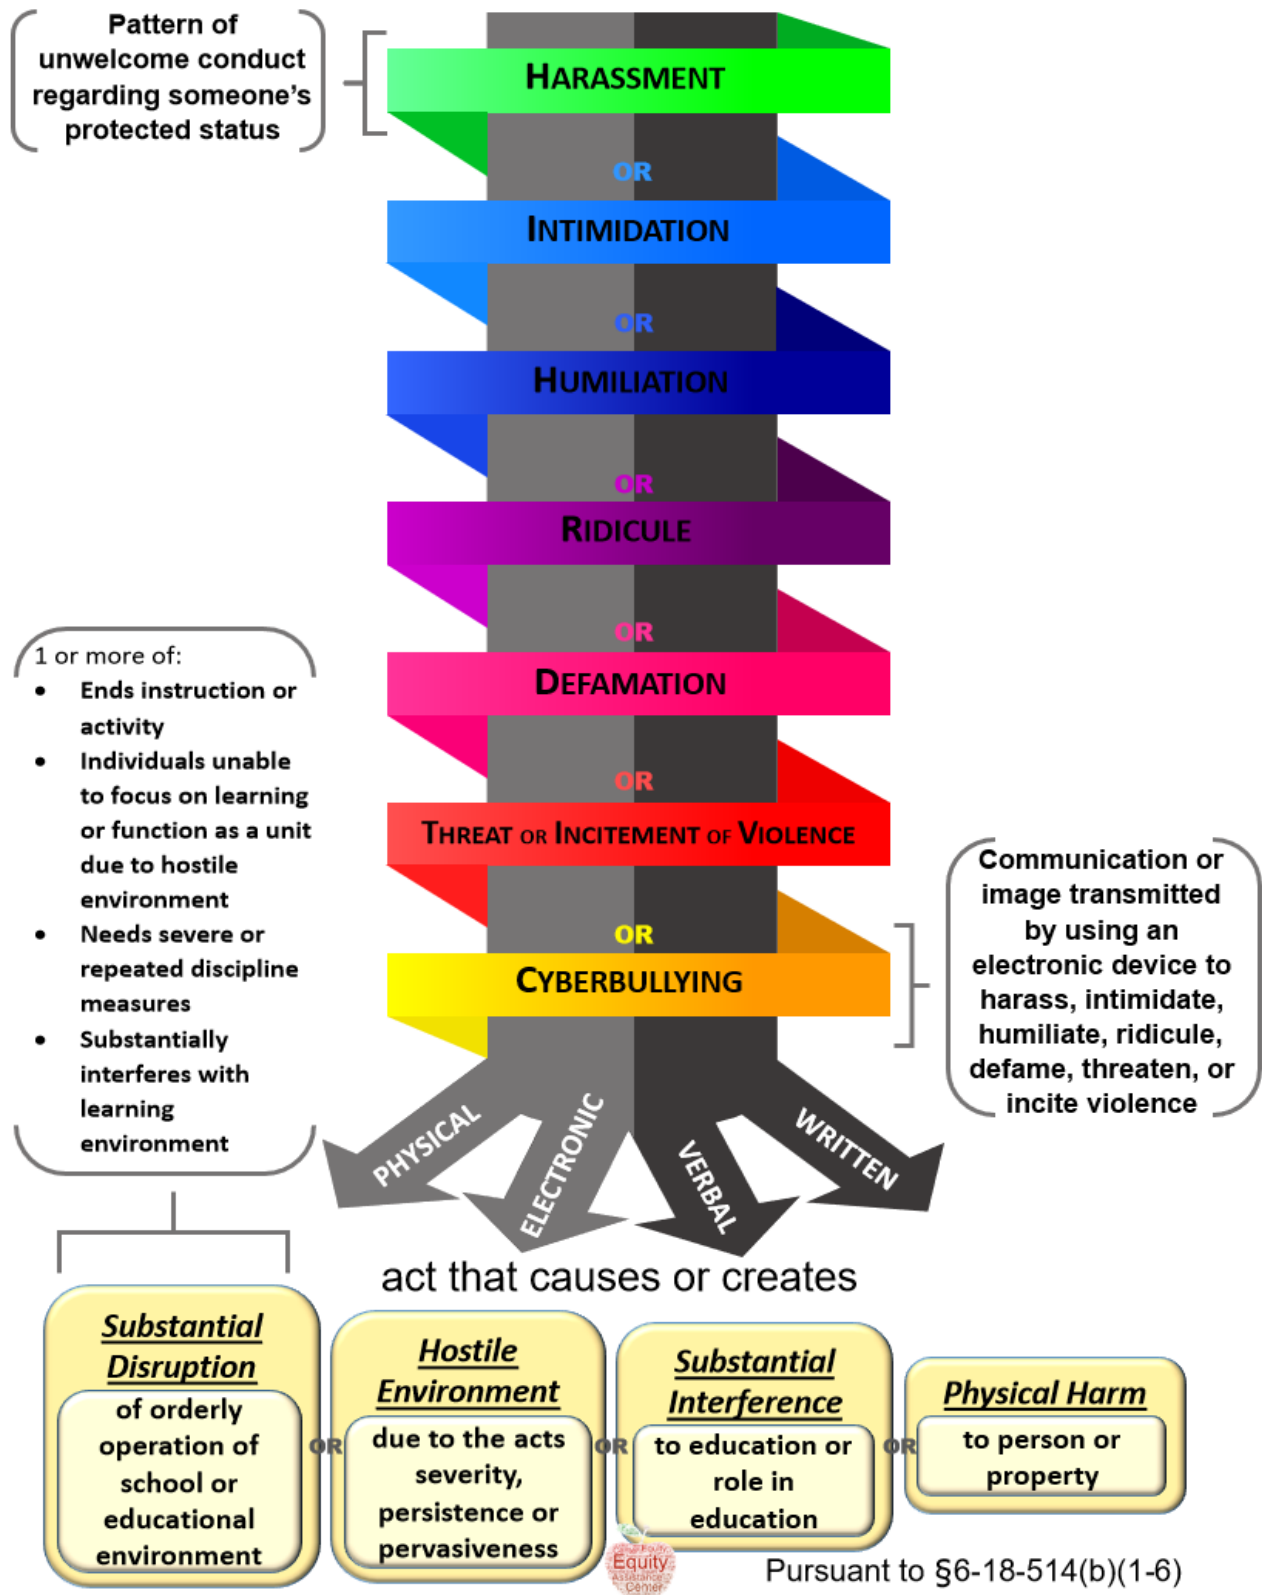 Pattern of
unwelcome conduct
regarding someone's
protected status
HARASSMENT
OR
INTIMIDATION
OR
HUMILIATION
OR
RIDICULE
OR
DEFAMATION
OR
THREAT OR INCITEMENT OF VIOLENCE
OR
CYBERBULLYING
1 or more of:
• Ends instruction or
activity
• Individuals unable
to focus on learning
or function as a unit
due to hostile
environment
• Needs severe or
repeated discipline
measures
• Substantially
interferes with
learning
environment
Communication or
image transmitted
by using an
electronic device to
harass, intimidate,
humiliate, ridicule,
defame, threaten, or
incite violence
PHYSICAL
ELECTRONIC
VERBAL
WRITTEN
act that causes or creates
Substantial
Disruption
of orderly
operation of
school or
educational
environment
OR
Hostile
Environment
due to the acts
severity,
persistence or
pervasiveness
OR
Substantial
Interference
to education or
role in
education
OR
Physical Harm
to person or
property
Equity
Assistance
Center
Pursuant to §6-18-514(b)(1-6)